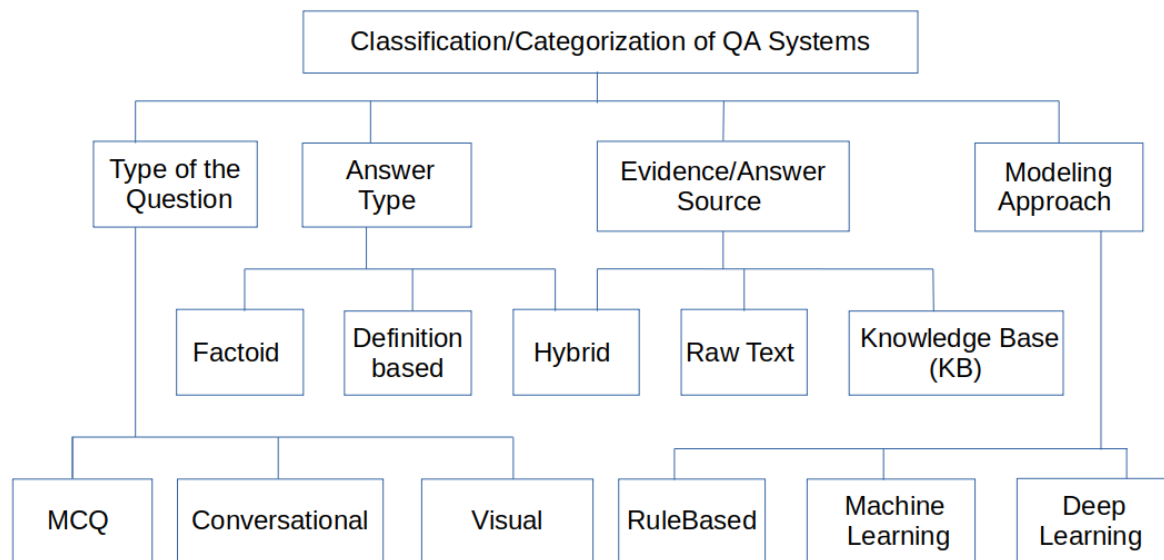 Classification/Categorization of QA Systems
Type of the
Question
Answer
Type
Evidence/Answer
Source
Modeling
Approach
Factoid
Definition
based
Hybrid
Raw Text
Knowledge Base
(KB)
MCQ
Conversational
Visual
RuleBased
Machine
Learning
Deep
Learning